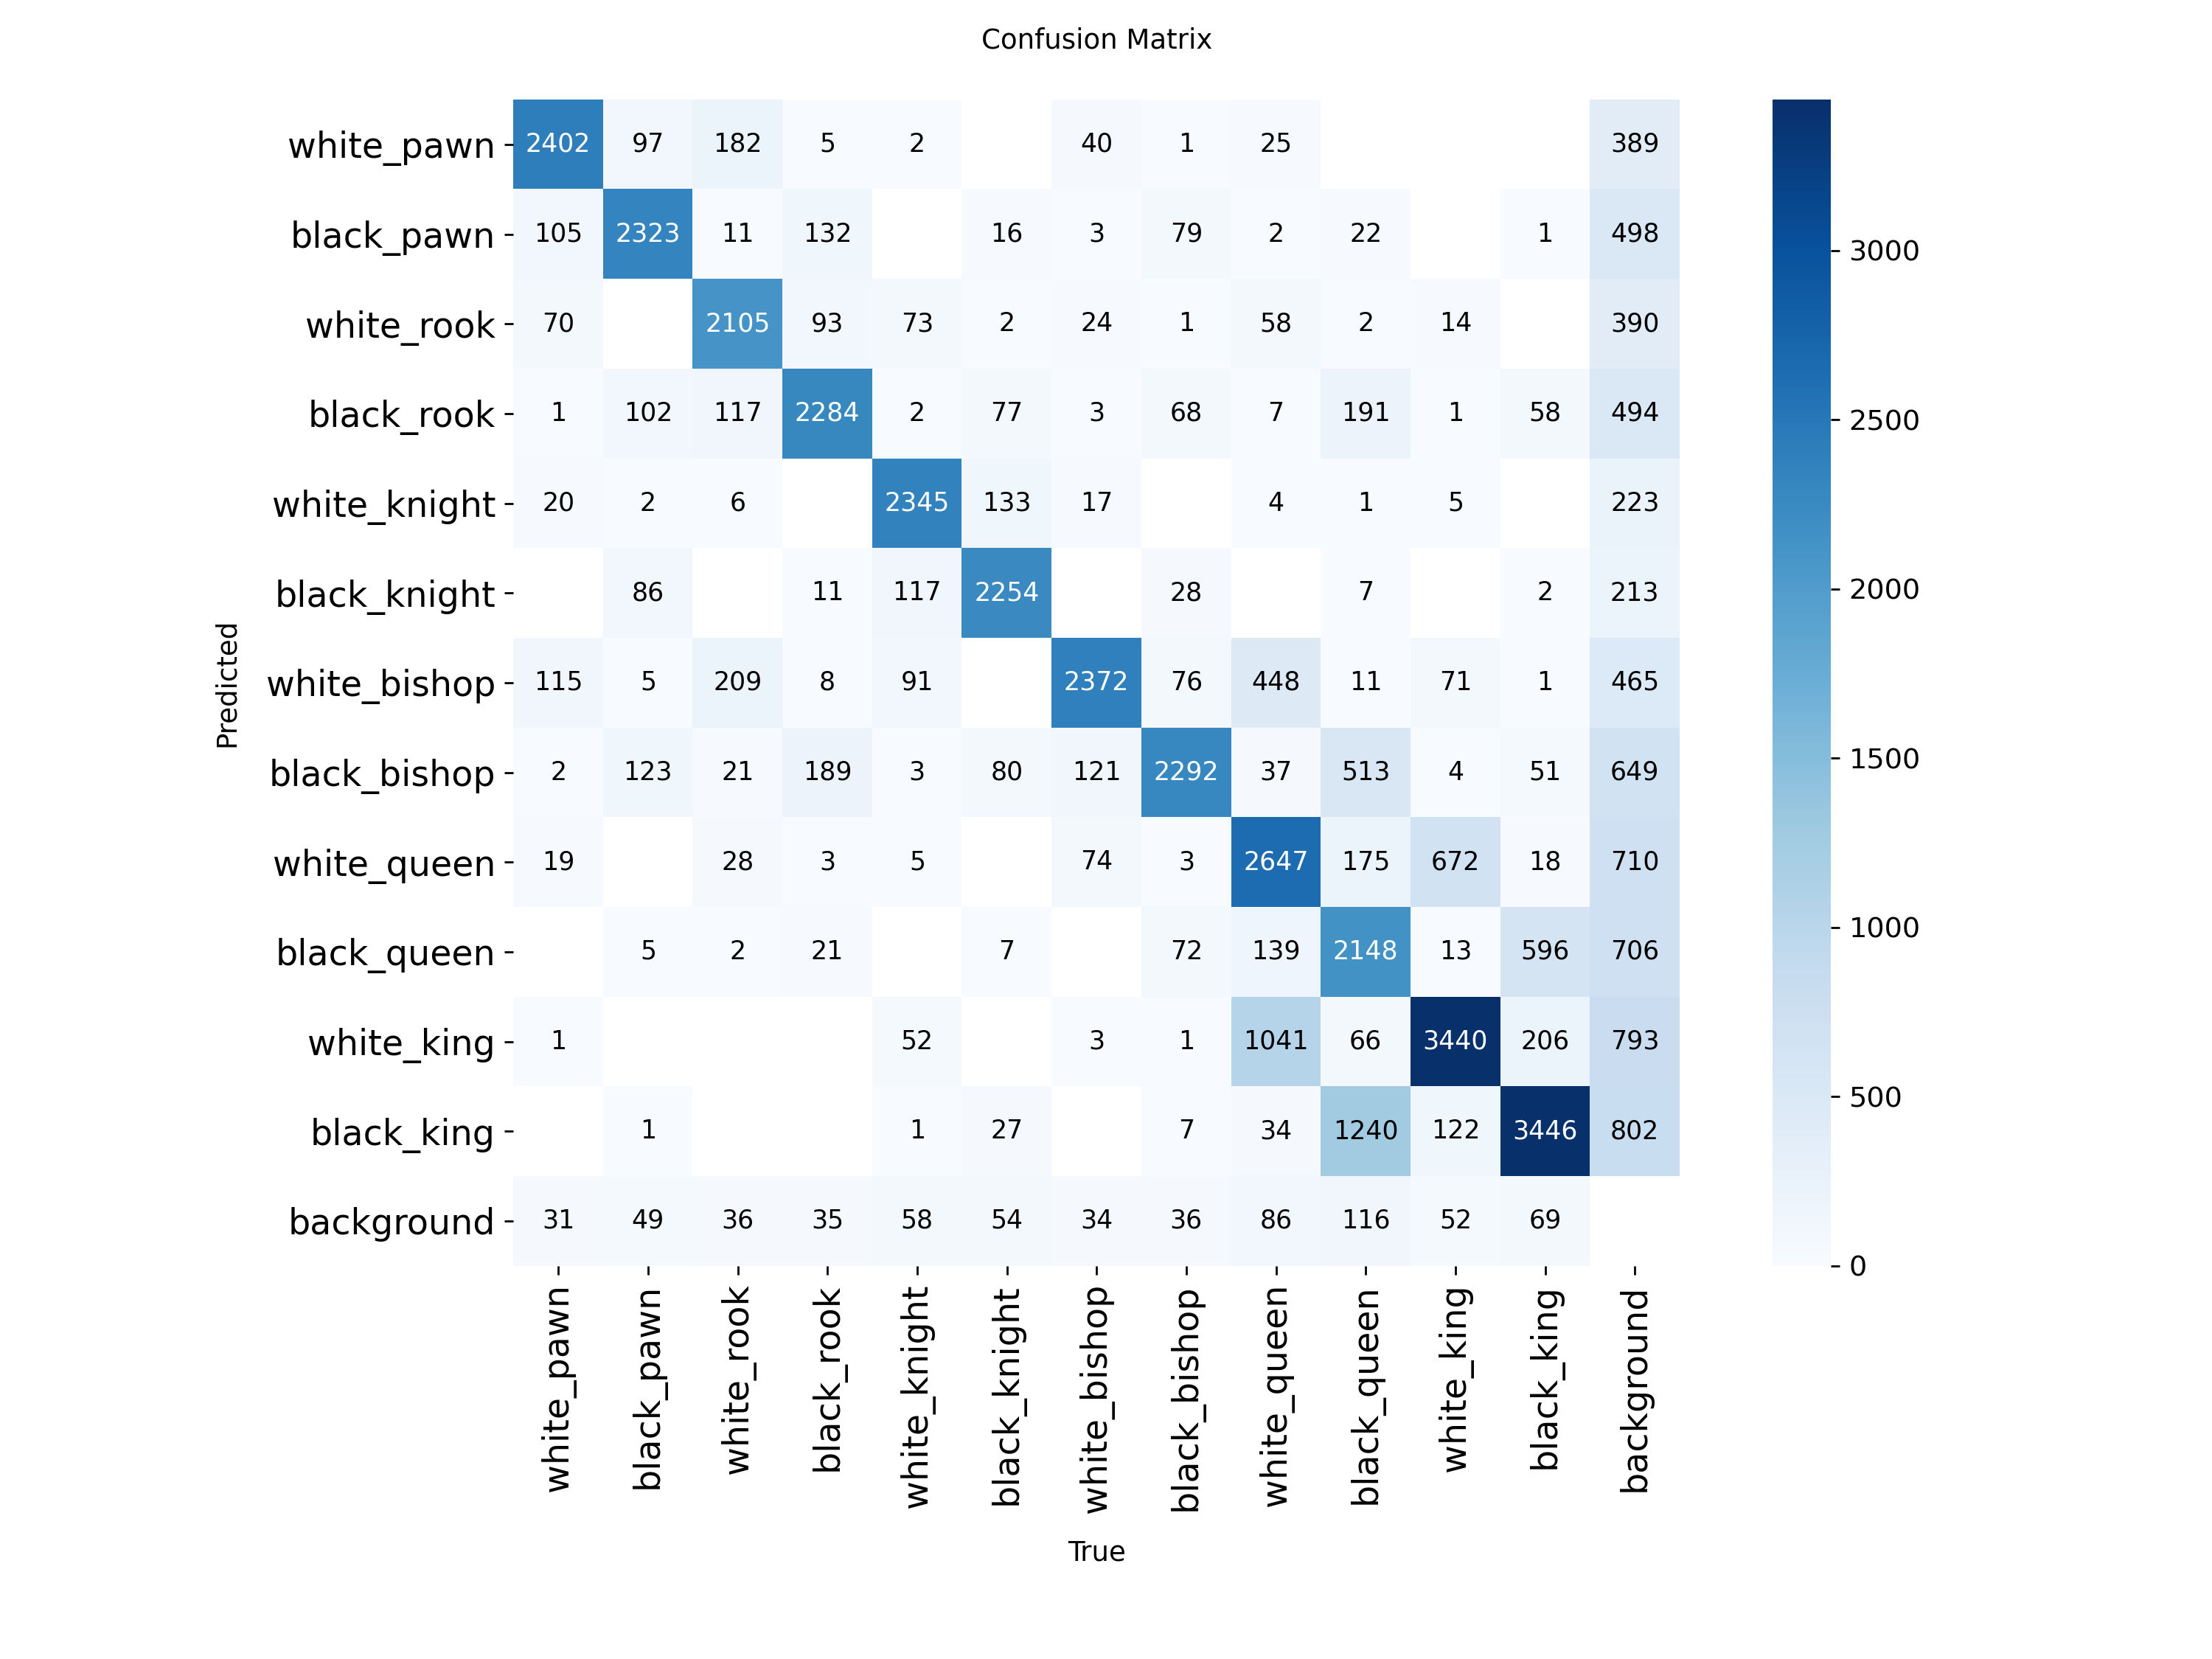 Confusion Matrix
white_pawn 2402 97 182 5 2 40 1 25 389
black_pawn 105 2323 11 132 16 3 79 2 22 1 498
white_rook 70 2105 93 73 2 24 1 58 2 14 390
black_rook 1 102 117 2284 2 77 3 68 7 191 1 58 494
white_knight 20 2 6 2345 133 17 4 1 5 223
black_knight 86 11 117 2254 28 7 2 213
white_bishop 115 5 209 8 91 2372 76 448 11 71 1 465
black_bishop 2 123 21 189 3 80 121 2292 37 513 4 51 649
white_queen 19 28 3 5 74 3 2647 175 672 18 710
black_queen 5 2 21 7 72 139 2148 13 596 706
white_king 1 52 3 1 1041 66 3440 206 793
black_king 1 1 27 7 34 1240 122 3446 802
background 31 49 36 35 58 54 34 36 86 116 52 69
Predicted
white_pawn
black_pawn
white_rook
black_rook
white_knight
black_knight
white_bishop
black_bishop
white_queen
black_queen
white_king
black_king
background
True
3000
2500
2000
1500
1000
500
0